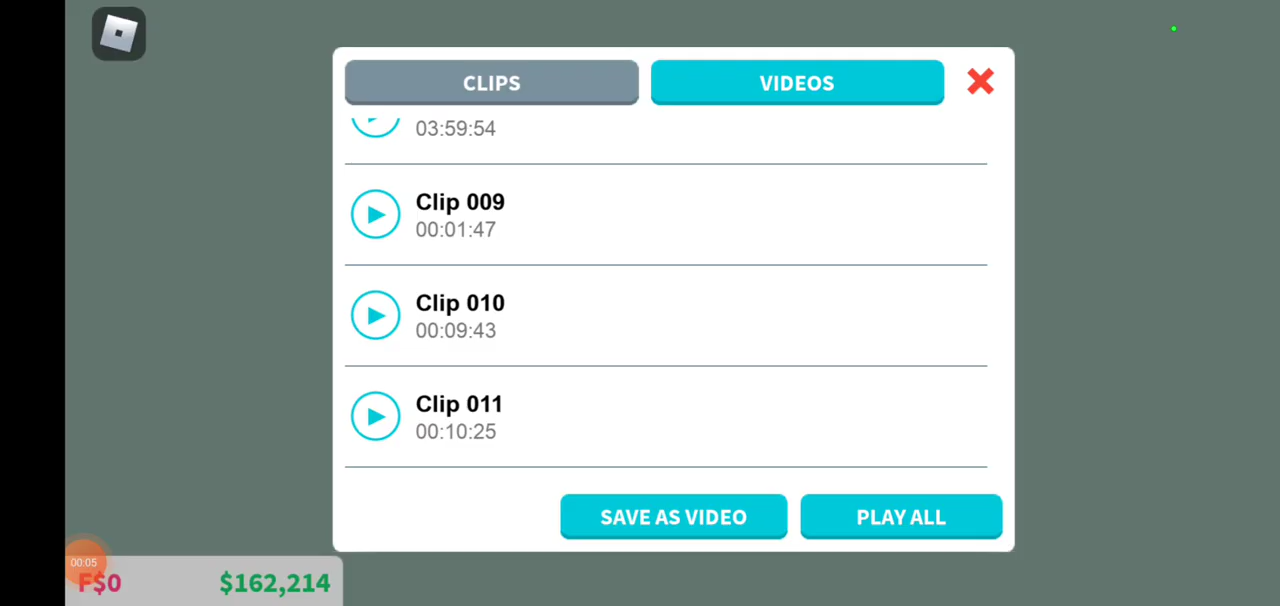 CLIPS
VIDEOS
03:59:54
Clip 009
00:01:47
Clip 010
00:09:43
Clip 011
00:10:25
SAVE AS VIDEO
PLAY ALL
00:05
F$0
$162,214